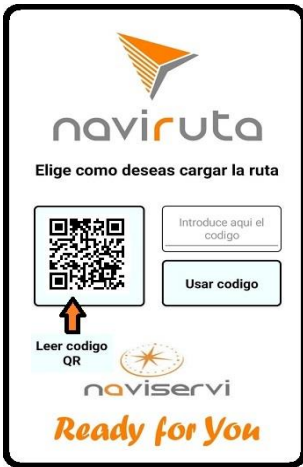 naviruta
Elige como deseas cargar la ruta
Introduce aqui el
codigo
Usar codigo
Leer codigo
QR
naviservi
Ready for You